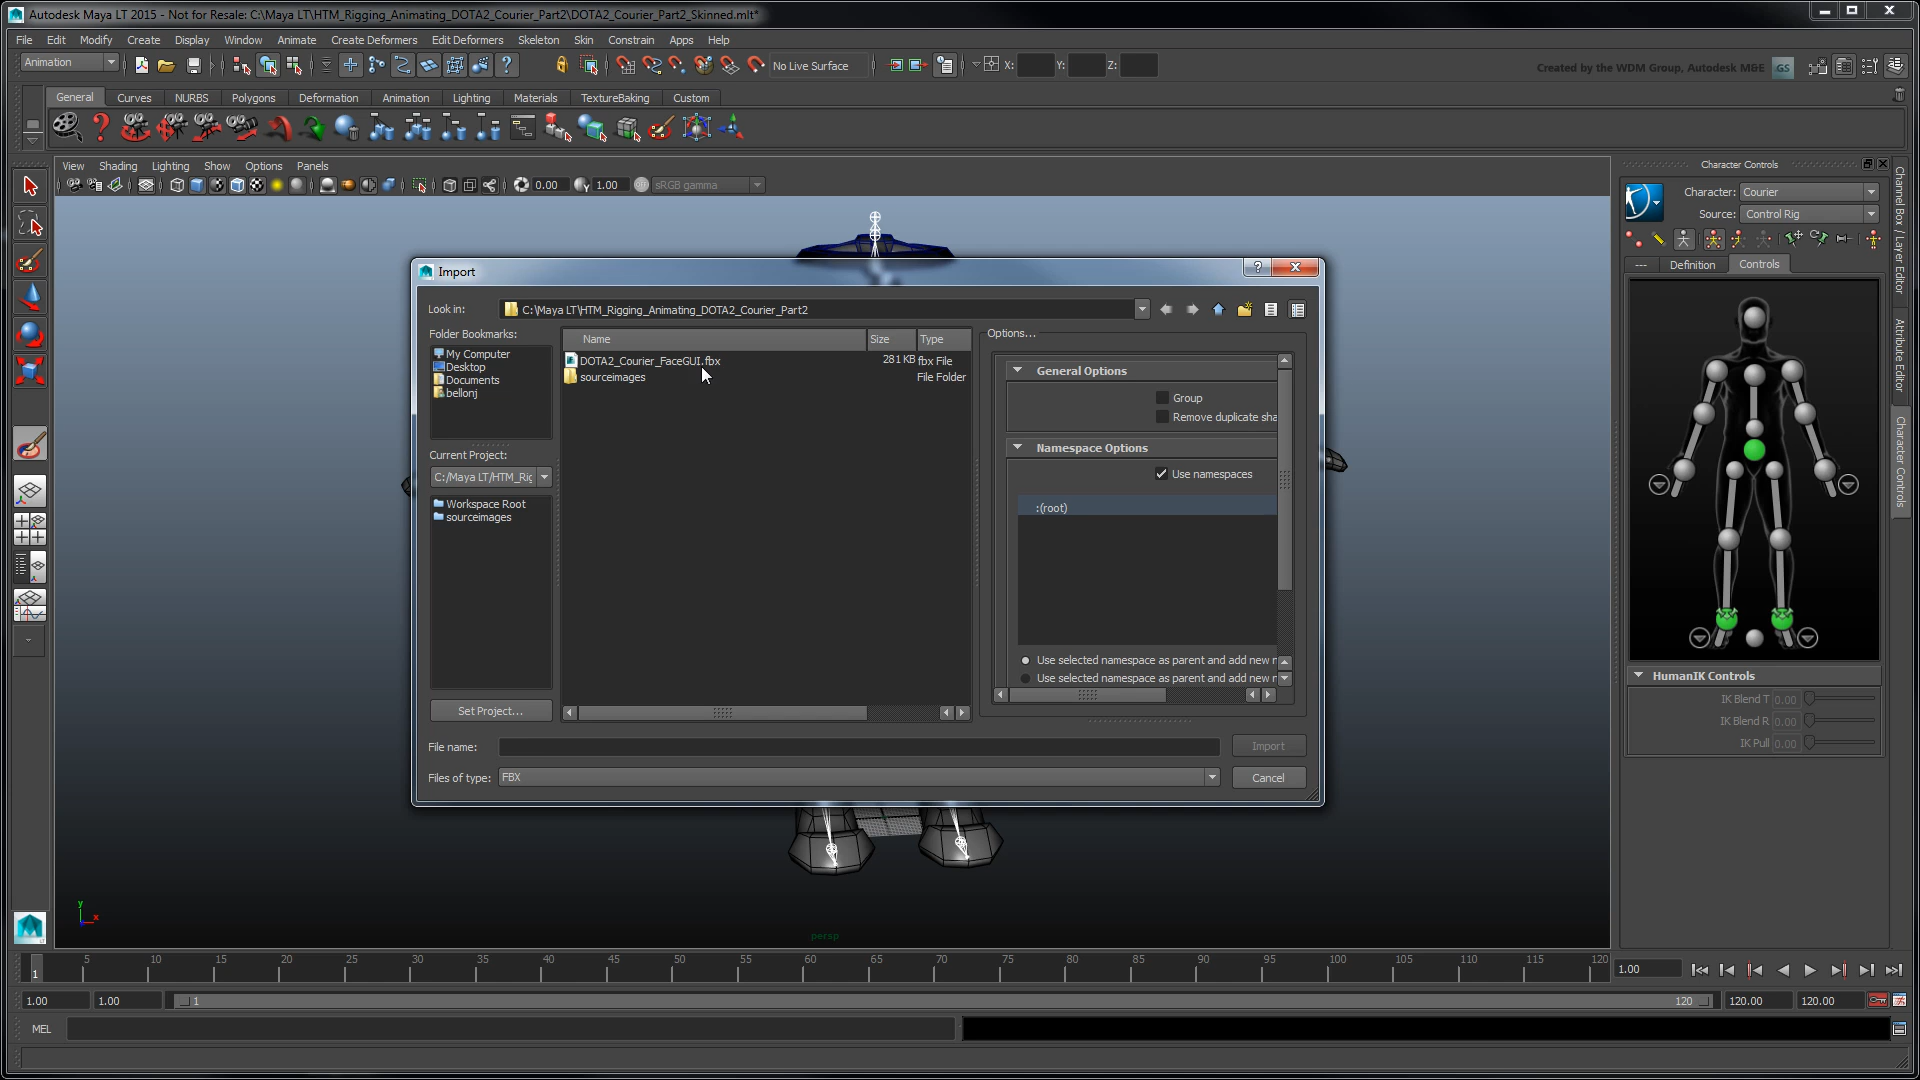 Autodesk Maya LT 2015 - Not for Resale: C:\Maya LT\HTM_Rigging_Animating_DOTA2_Courier_Part2\DOTA2_Courier_Part2_Skinned.mlt*
File Edit Modify Create Display Window Animate Create Deformers Edit Deformers Skeleton Skin Constrain Apps Help
Animation No Live Surface X: Y: Z: Created by the WDM Group, Autodesk M&E GS
General Curves NURBS Polygons Deformation Animation Lighting Materials TextureBaking Custom
View Shading Lighting Show Options Panels
0.00 1.00 sRGB gamma
Character Controls
Character: Courier
Source: Control Rig
--- Definition Controls
Channel Box / Layer Editor
Attribute Editor
Character Controls
HumanIK Controls
IK Blend T 0.00
IK Blend R 0.00
IK Pull 0.00
Import
?
Look in: C:\Maya LT\HTM_Rigging_Animating_DOTA2_Courier_Part2
Folder Bookmarks:
My Computer
Desktop
Documents
bellonj
Current Project:
C:/Maya LT/HTM_Rig
Workspace Root
sourceimages
Set Project...
Name Size Type
DOTA2_Courier_FaceGUI.fbx 281 KB fbx File
sourceimages File Folder
Options...
General Options
Group
Remove duplicate sha
Namespace Options
Use namespaces
:(root)
Use selected namespace as parent and add new n
Use selected namespace as parent and add new n
File name: Import
Files of type: FBX Cancel
y
x
persp
1 5 10 15 20 25 30 35 40 45 50 55 60 65 70 75 80 85 90 95 100 105 110 115 120 1.00
1.00 1.00 1 120 120.00 120.00
MEL